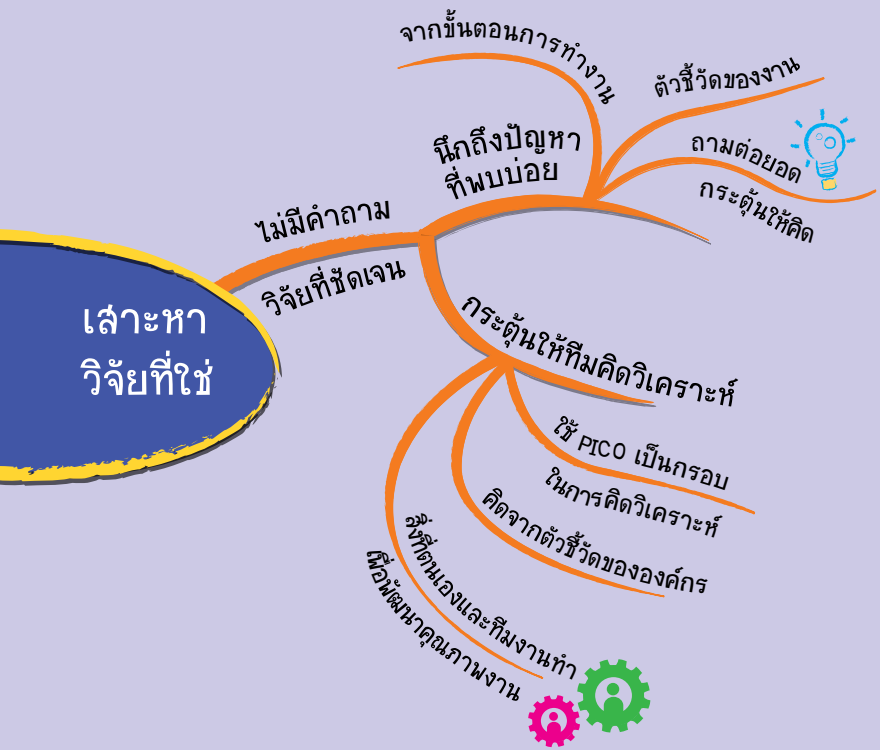 เสาะหา
วิจัยที่ใช่
ไม่มีคำถาม
วิจัยที่ชัดเจน
นึกถึงปัญหา
ที่พบบ่อย
จากขั้นตอนการทำงาน
ตัวชี้วัดของงาน
ถามต่อยอด
กระตุ้นให้คิด
กระตุ้นให้ทีมคิดวิเคราะห์
ใช้ PICO เป็นกรอบ
ในการคิดวิเคราะห์
คิดจากตัวชี้วัดขององค์กร
สิ่งที่ตนเองและทีมงานทำ
เพื่อพัฒนาคุณภาพงาน